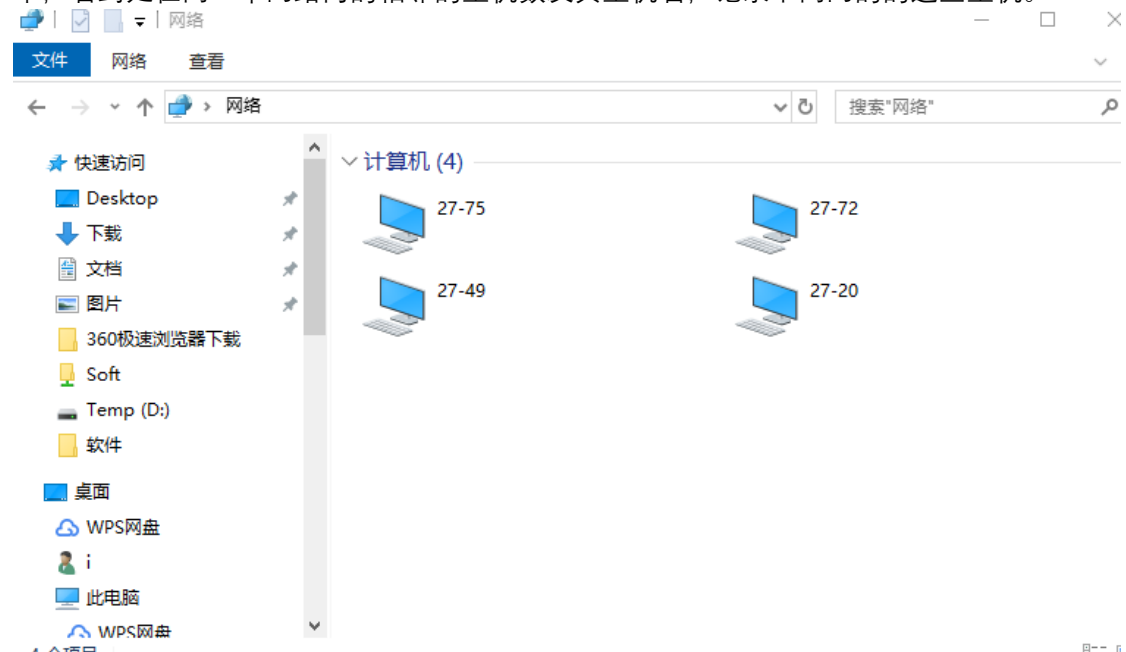 网络
文件 网络 查看
网络
搜索"网络"
快速访问
Desktop
下载
文档
图片
360极速浏览器下载
Soft
Temp (D:)
软件
桌面
WPS网盘
i
此电脑
WPS网盘
计算机 (4)
27-75
27-72
27-49
27-20